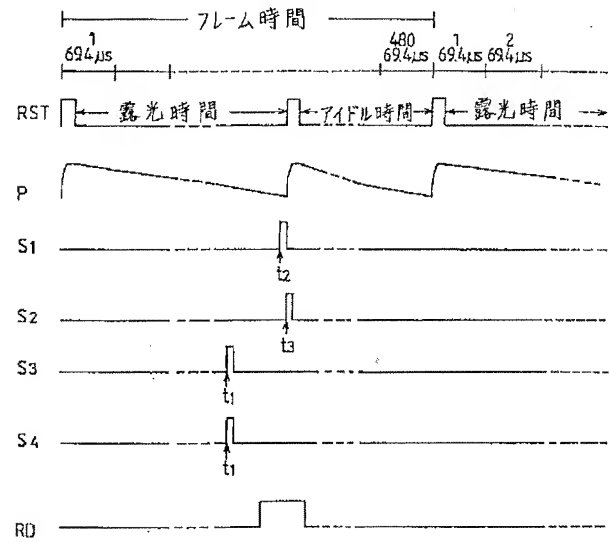 フレーム時間
1 480 1 2
69.4μs 69.4μs 69.4μs 69.4μs
RST 露光時間 アイドル時間 露光時間
P
S1
t2
S2
t3
S3
t1
S4
t1
RD